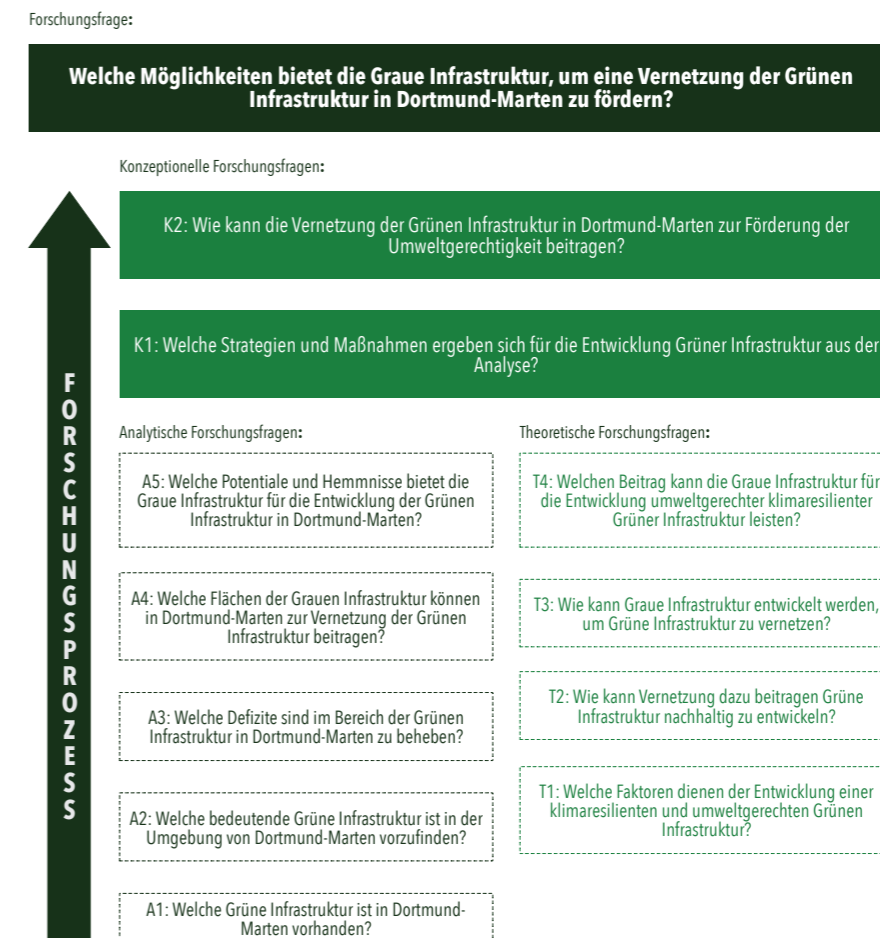 Forschungsfrage:
Welche Möglichkeiten bietet die Graue Infrastruktur, um eine Vernetzung der Grünen
Infrastruktur in Dortmund-Marten zu fördern?
Konzeptionelle Forschungsfragen:
K2: Wie kann die Vernetzung der Grünen Infrastruktur in Dortmund-Marten zur Förderung der
Umweltgerechtigkeit beitragen?
K1: Welche Strategien und Maßnahmen ergeben sich für die Entwicklung Grüner Infrastruktur aus der
Analyse?
FORSCHUNGSPROZESS
Analytische Forschungsfragen:
A5: Welche Potentiale und Hemmnisse bietet die
Graue Infrastruktur für die Entwicklung der Grünen
Infrastruktur in Dortmund-Marten?
A4: Welche Flächen der Grauen Infrastruktur können
in Dortmund-Marten zur Vernetzung der Grünen
Infrastruktur beitragen?
A3: Welche Defizite sind im Bereich der Grünen
Infrastruktur in Dortmund-Marten zu beheben?
A2: Welche bedeutende Grüne Infrastruktur ist in der
Umgebung von Dortmund-Marten vorzufinden?
A1: Welche Grüne Infrastruktur ist in Dortmund-
Marten vorhanden?
Theoretische Forschungsfragen:
T4: Welchen Beitrag kann die Graue Infrastruktur für
die Entwicklung umweltgerechter klimaresilienter
Grüner Infrastruktur leisten?
T3: Wie kann Graue Infrastruktur entwickelt werden,
um Grüne Infrastruktur zu vernetzen?
T2: Wie kann Vernetzung dazu beitragen Grüne
Infrastruktur nachhaltig zu entwickeln?
T1: Welche Faktoren dienen der Entwicklung einer
klimaresilienten und umweltgerechten Grünen
Infrastruktur?